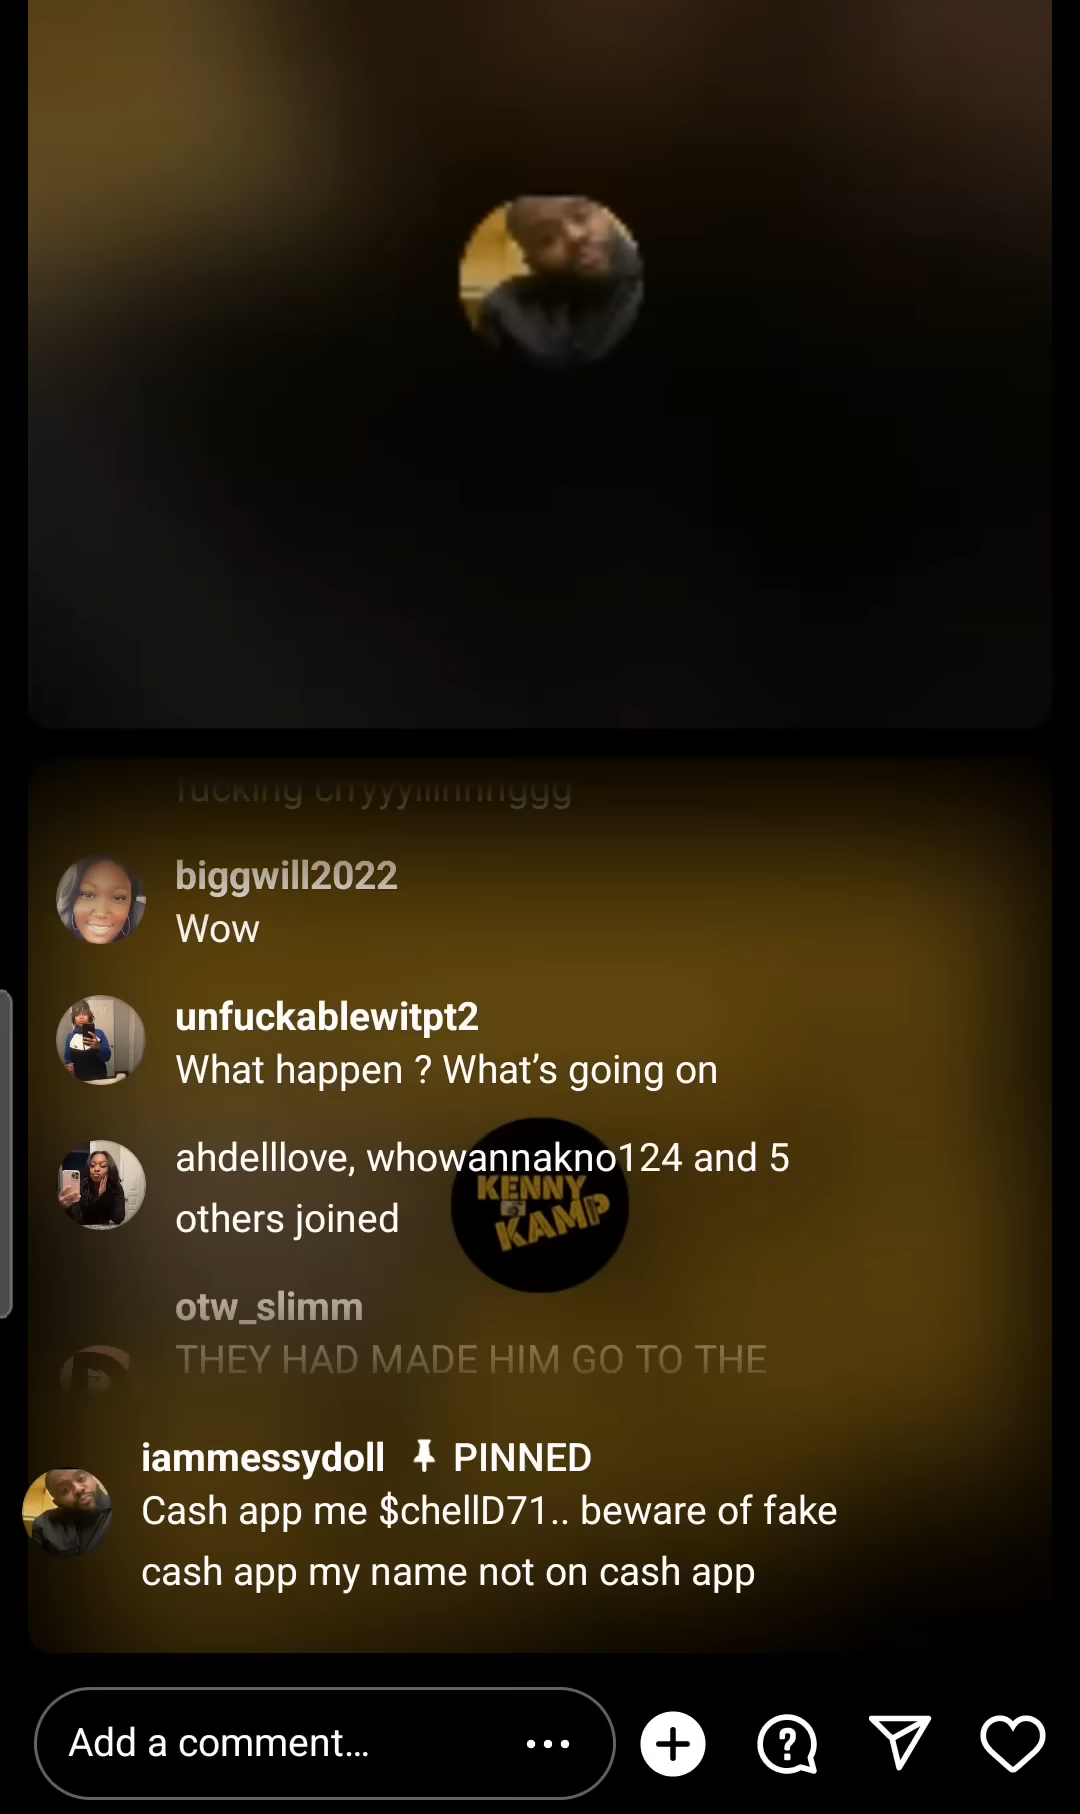 fucking crryyyiiinnnggg
biggwill2022
Wow
unfuckablewitpt2
What happen ? What’s going on
ahdelllove, whowannakno124 and 5
others joined
KENNY
KAMP
otw_slimm
THEY HAD MADE HIM GO TO THE
iammessydoll PINNED
Cash app me $chellD71.. beware of fake
cash app my name not on cash app
Add a comment...